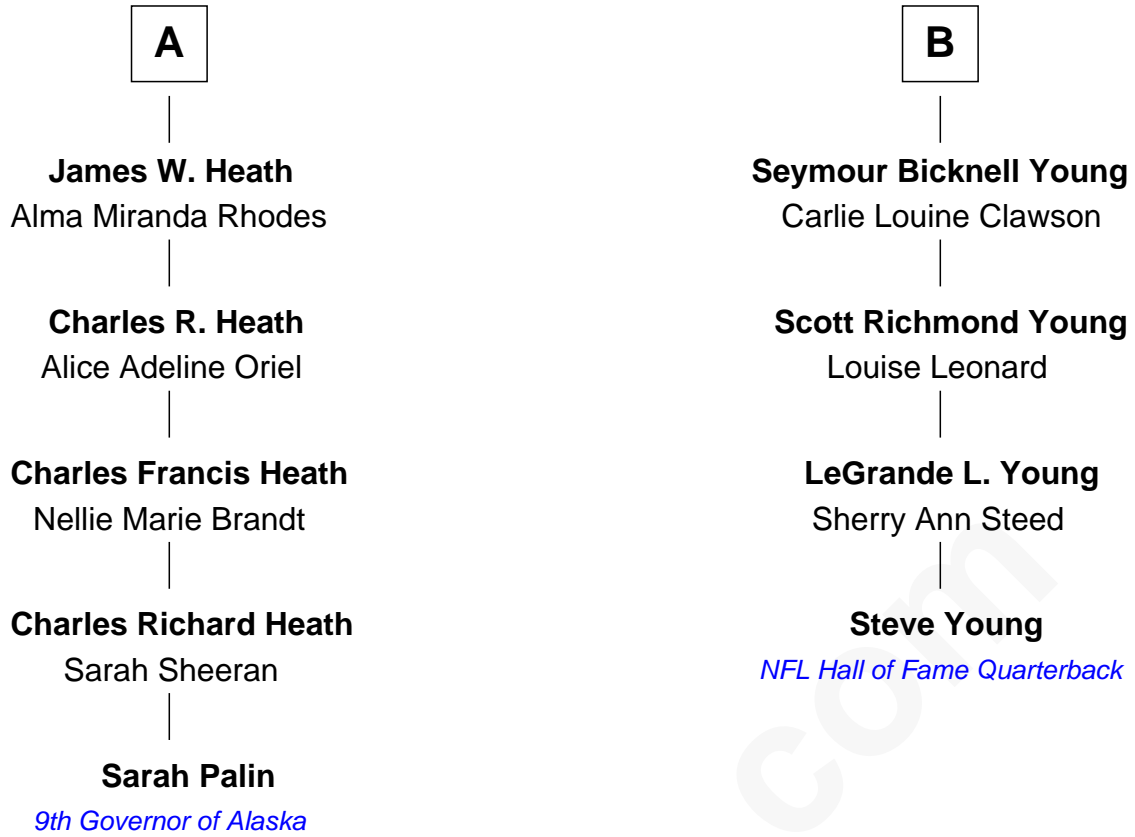 A
James W. Heath
Alma Miranda Rhodes
Charles R. Heath
Alice Adeline Oriel
Charles Francis Heath
Nellie Marie Brandt
Charles Richard Heath
Sarah Sheeran
Sarah Palin
9th Governor of Alaska
B
Seymour Bicknell Young
Carlie Louine Clawson
Scott Richmond Young
Louise Leonard
LeGrande L. Young
Sherry Ann Steed
Steve Young
NFL Hall of Fame Quarterback
com